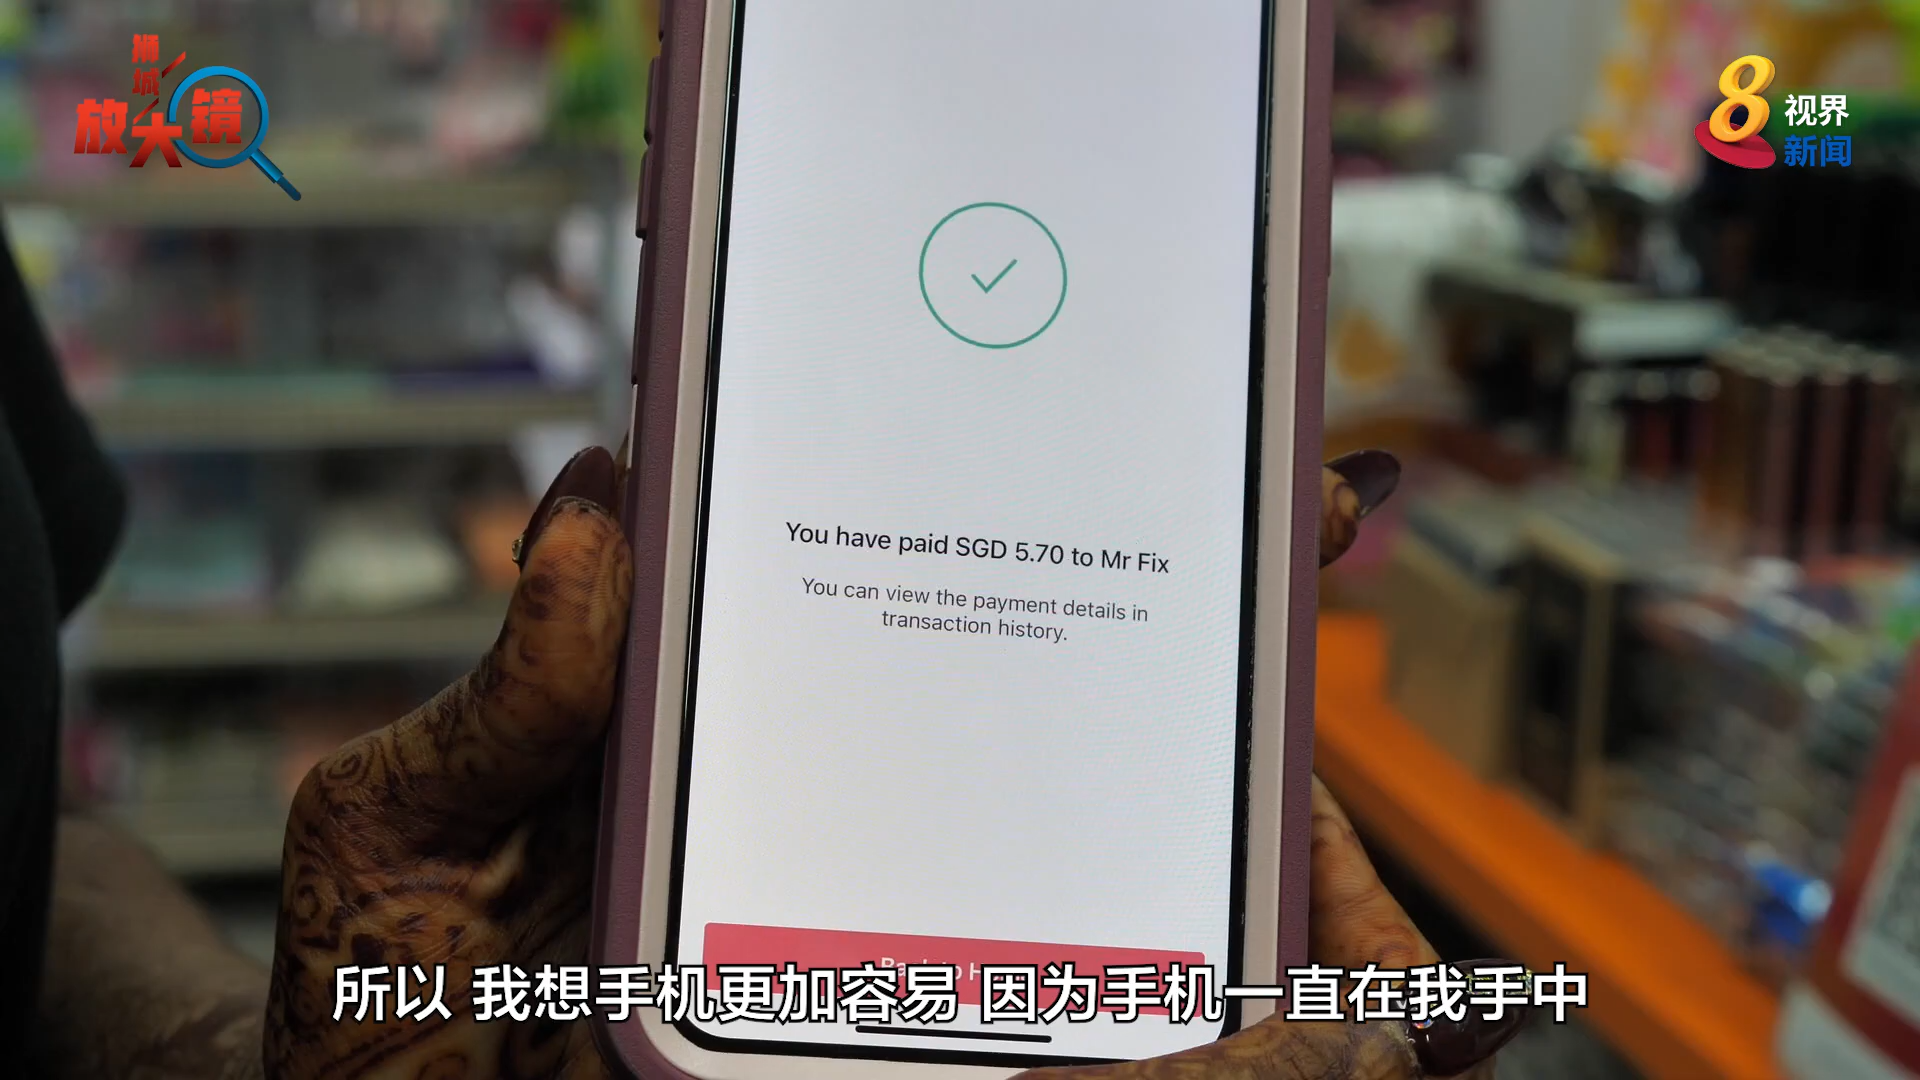 狮城
放大镜
8视界
新闻
You have paid SGD 5.70 to Mr Fix
You can view the payment details in
transaction history.
所以 我想手机更加容易 因为手机一直在我手中